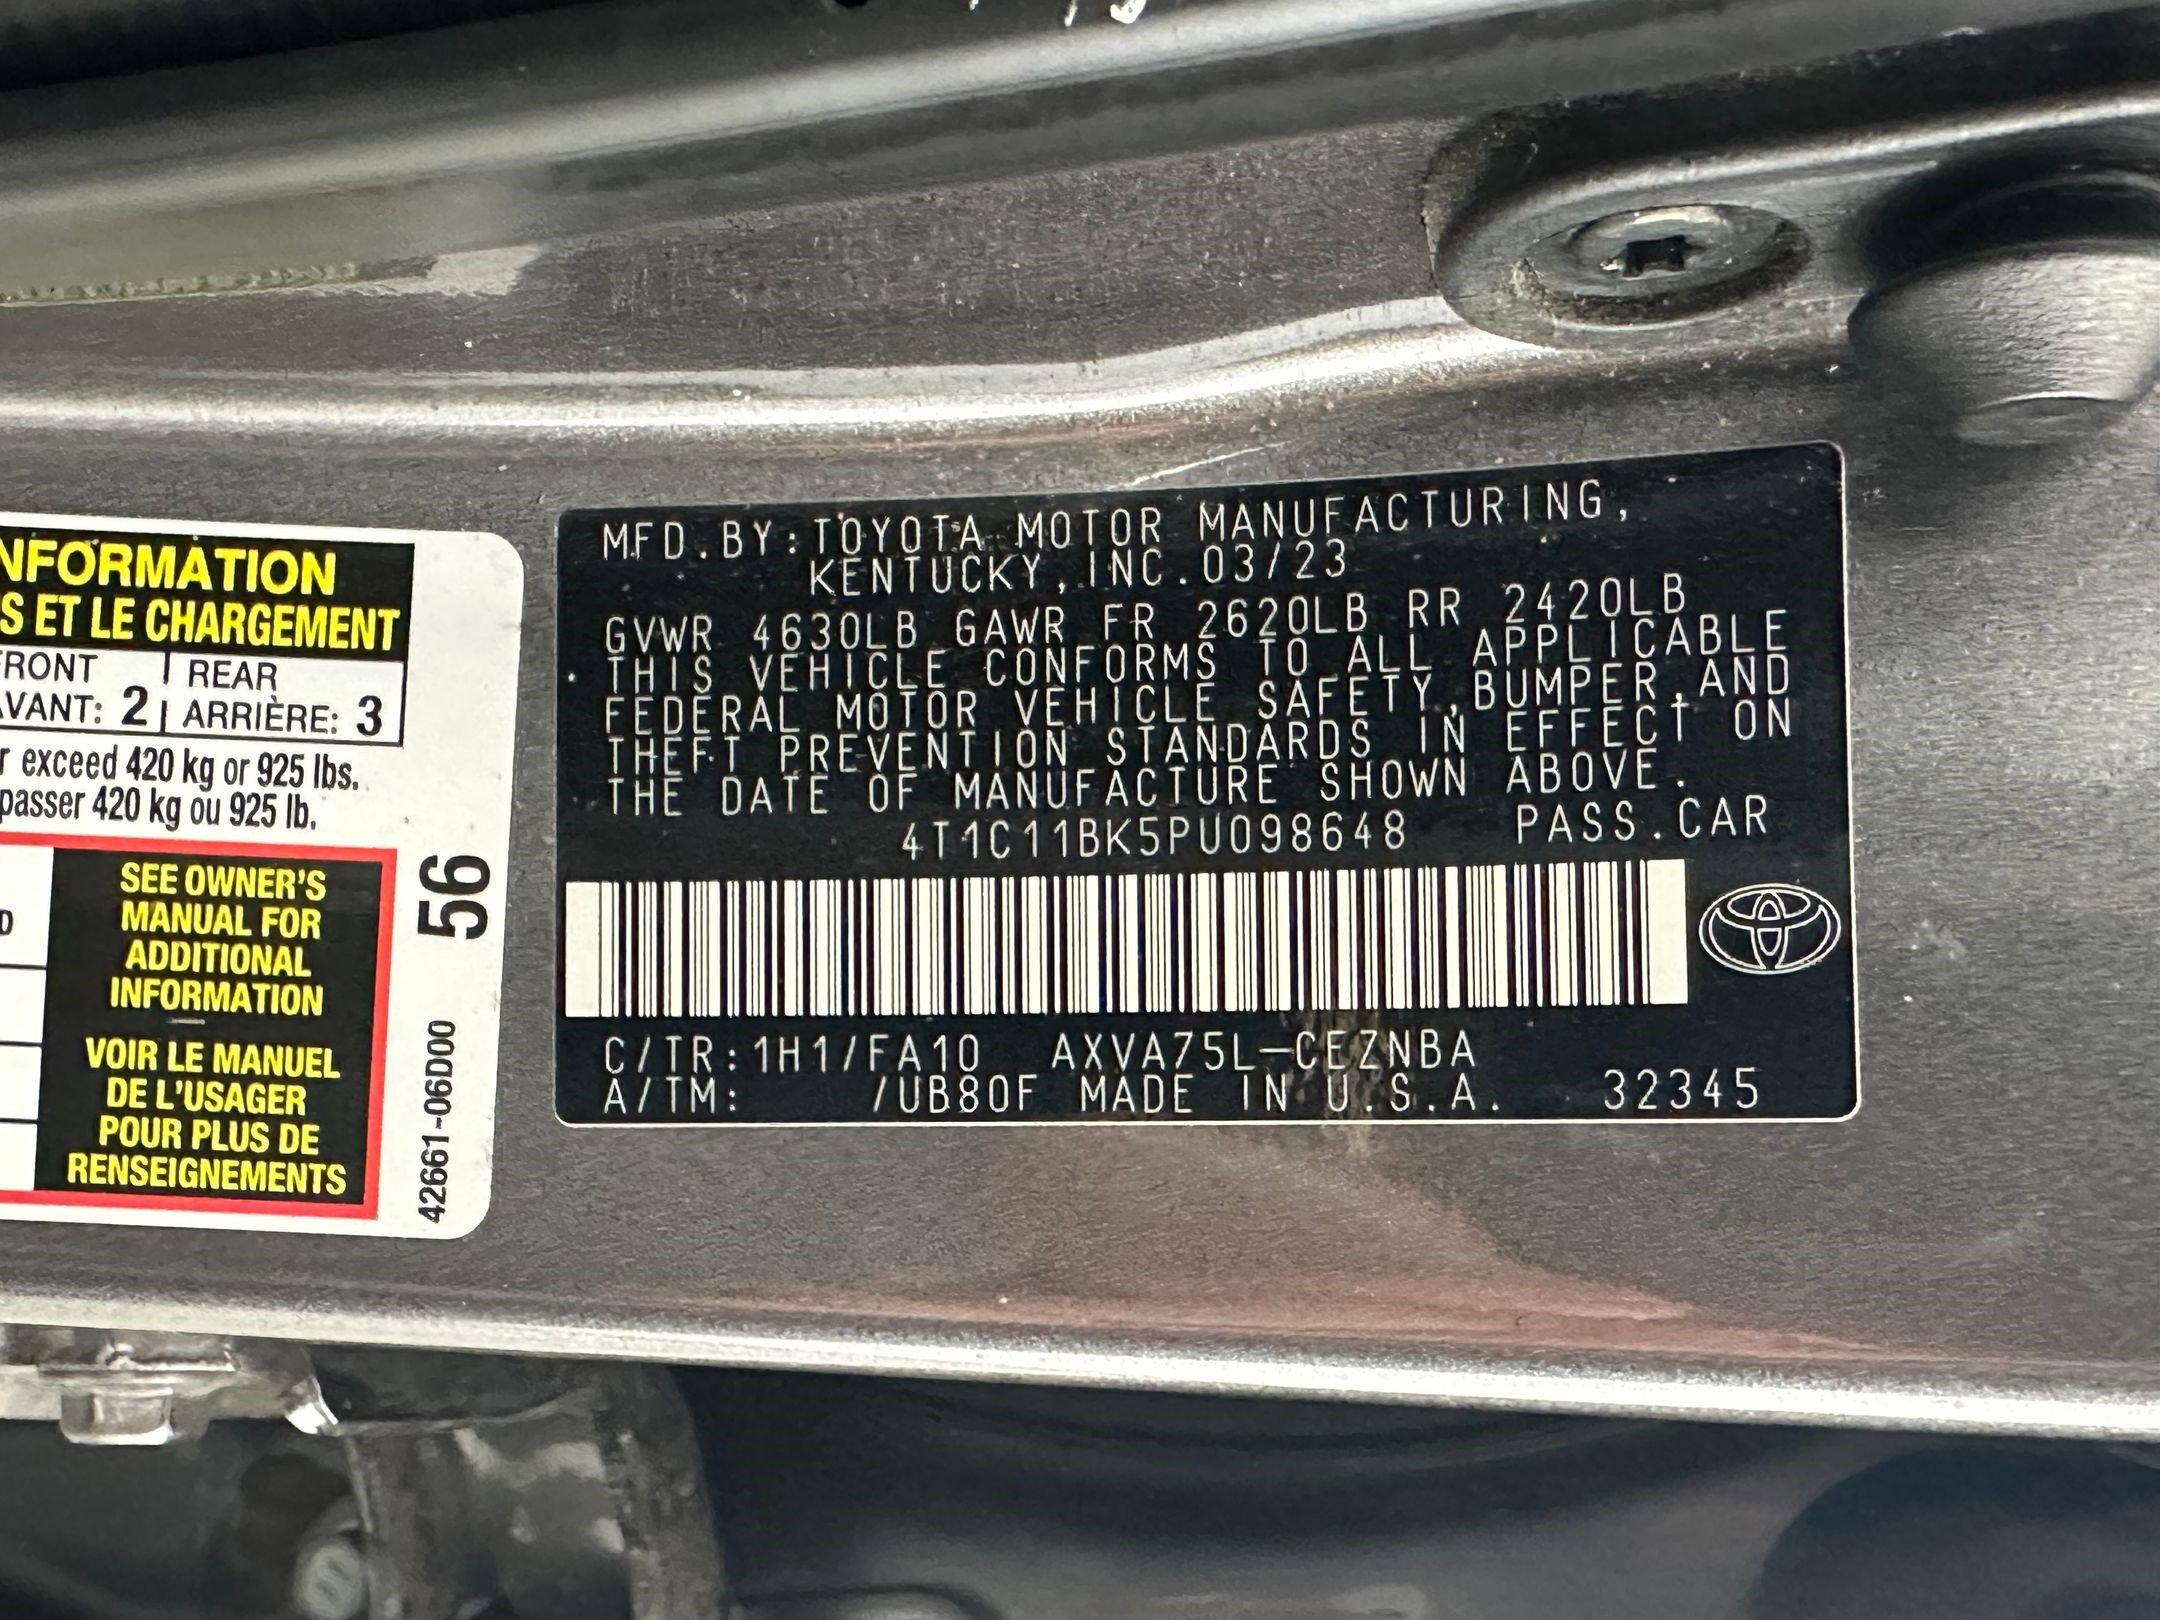 NFORMATION
S ET LE CHARGEMENT
FRONT | REAR
AVANT: 2 | ARRIÈRE: 3
r exceed 420 kg or 925 lbs.
passer 420 kg ou 925 lb.
D
SEE OWNER'S
MANUAL FOR
ADDITIONAL
INFORMATION
VOIR LE MANUEL
DE L'USAGER
POUR PLUS DE
RENSEIGNEMENTS
56
42661-06D00
MFD.BY:TOYOTA MOTOR MANUFACTURING,
KENTUCKY,INC.03/23
GVWR 4630LB GAWR FR 2620LB RR 2420LB
THIS VEHICLE CONFORMS TO ALL APPLICABLE
FEDERAL MOTOR VEHICLE SAFETY,BUMPER,AND
THEFT PREVENTION STANDARDS IN EFFECT ON
THE DATE OF MANUFACTURE SHOWN ABOVE.
4T1C11BK5PU098648 PASS.CAR
C/TR:1H1/FA10 AXVA75L-CEZNBA
A/TM: /UB80F MADE IN U.S.A. 32345